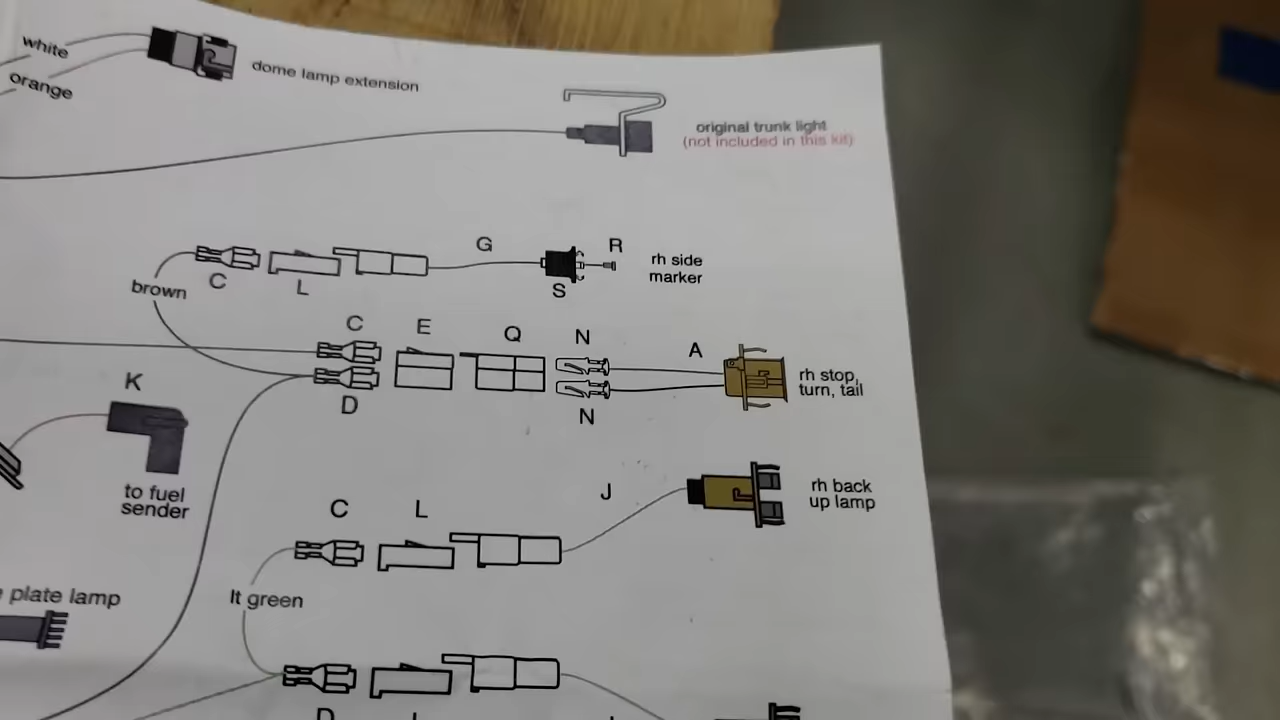 white
orange
dome lamp extension
original trunk light
(not included in this kit)
G
R
rh side
marker
brown
C
L
S
C
E
Q
N
A
rh stop,
turn, tail
K
D
N
to fuel
sender
C
L
J
rh back
up lamp
plate lamp
lt green
D